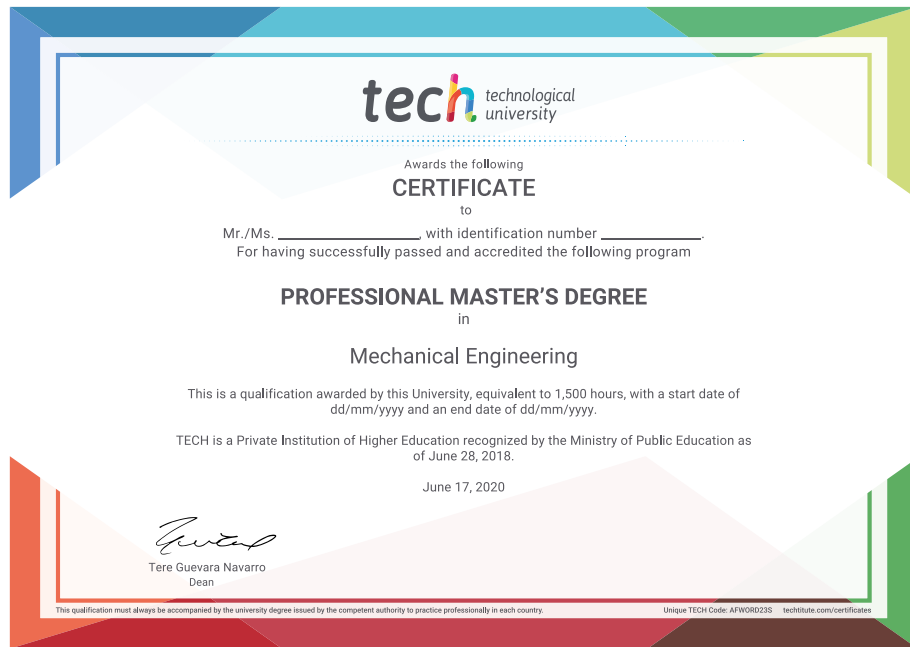 tech technological
university
Awards the following
CERTIFICATE
to
Mr./Ms. ____________________, with identification number ______________.
For having successfully passed and accredited the following program
PROFESSIONAL MASTER'S DEGREE
in
Mechanical Engineering
This is a qualification awarded by this University, equivalent to 1,500 hours, with a start date of
dd/mm/yyyy and an end date of dd/mm/yyyy.
TECH is a Private Institution of Higher Education recognized by the Ministry of Public Education as
of June 28, 2018.
June 17, 2020
Tere Guevara Navarro
Dean
This qualification must always be accompanied by the university degree issued by the competent authority to practice professionally in each country. Unique TECH Code: AFWORD23S techtitute.com/certificates